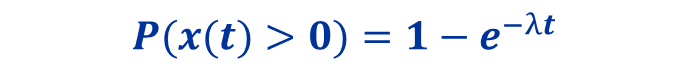 P(x(t) > 0) = 1 − e^{−λt}